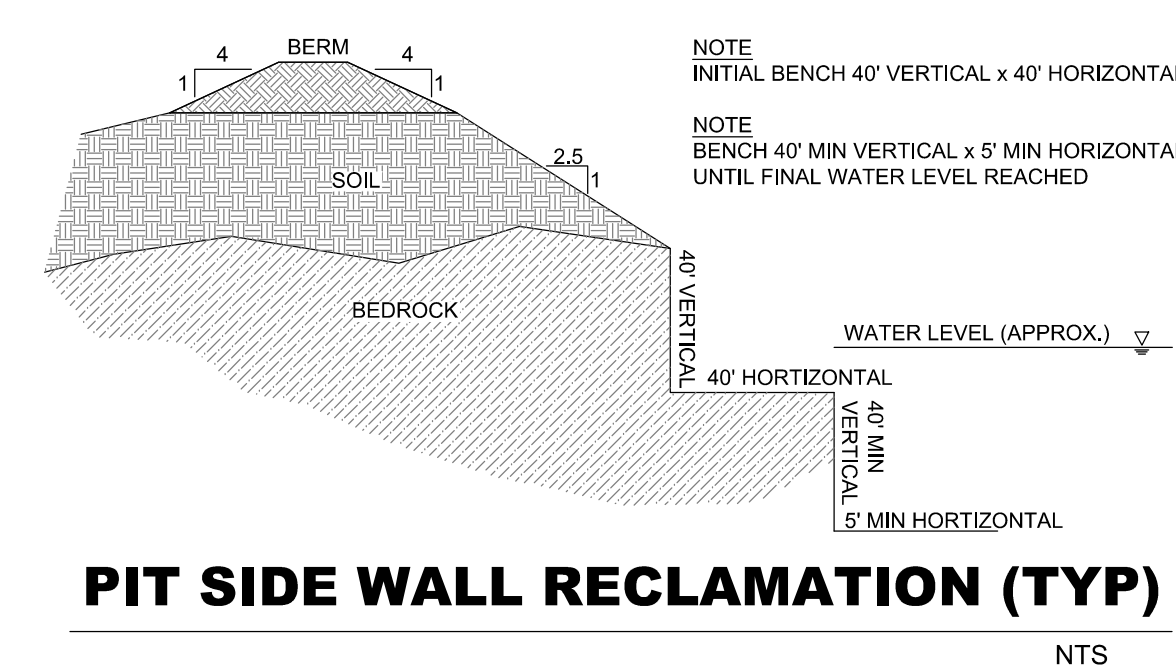 BERM
4
4
1
1
SOIL
2.5
1
BEDROCK
NOTE
INITIAL BENCH 40' VERTICAL x 40' HORIZONTAL
NOTE
BENCH 40' MIN VERTICAL x 5' MIN HORIZONTAL
UNTIL FINAL WATER LEVEL REACHED
40' VERTICAL
WATER LEVEL (APPROX.)
40' HORTIZONTAL
40' MIN
VERTICAL
5' MIN HORTIZONTAL
PIT SIDE WALL RECLAMATION (TYP)
NTS